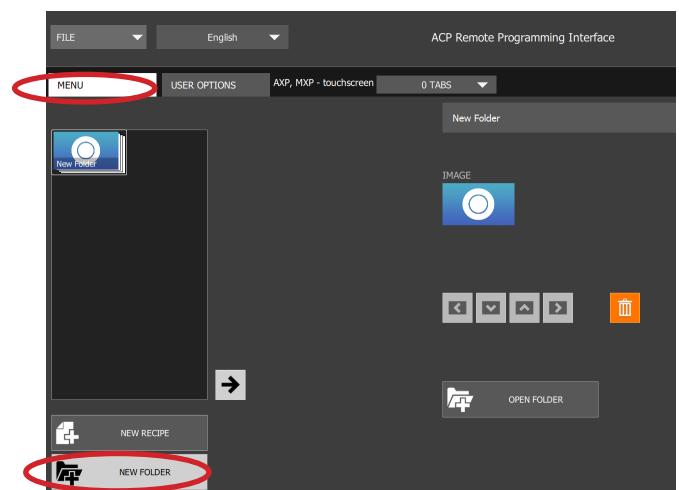 FILE
English
ACP Remote Programming Interface
MENU
USER OPTIONS
AXP, MXP - touchscreen
0 TABS
New Folder
New Folder
IMAGE
OPEN FOLDER
NEW RECIPE
NEW FOLDER